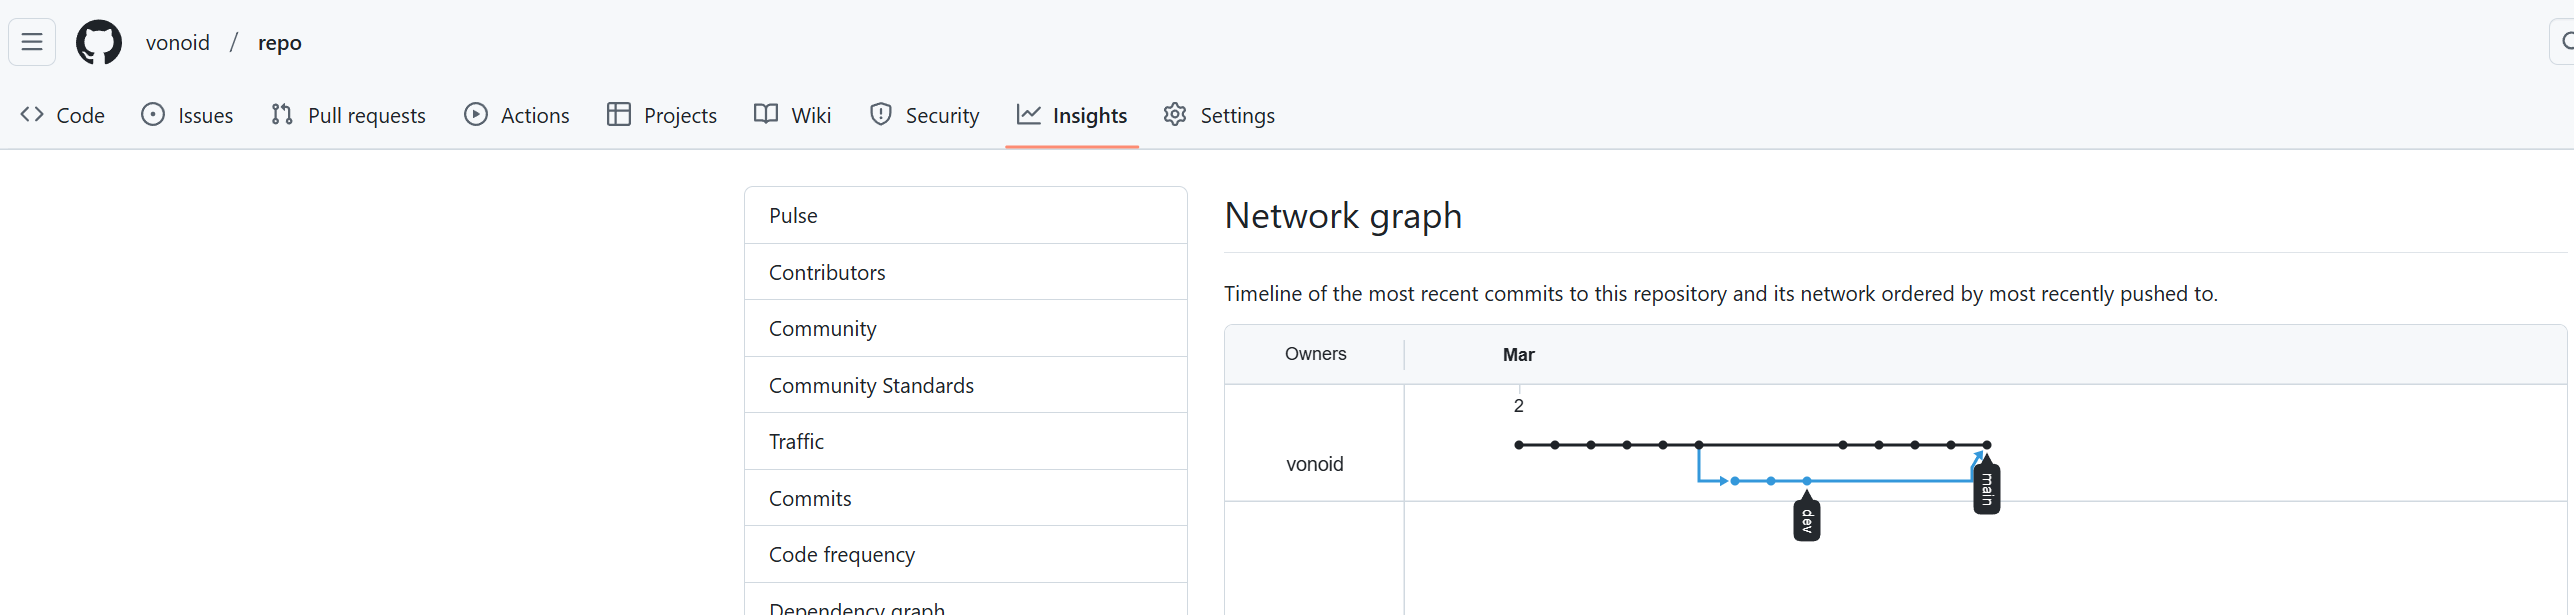 vonoid / repo
Code Issues Pull requests Actions Projects Wiki Security Insights Settings
Pulse
Contributors
Community
Community Standards
Traffic
Commits
Code frequency
Dependency graph
Network graph
Timeline of the most recent commits to this repository and its network ordered by most recently pushed to.
Owners Mar
2
vonoid
main
dev